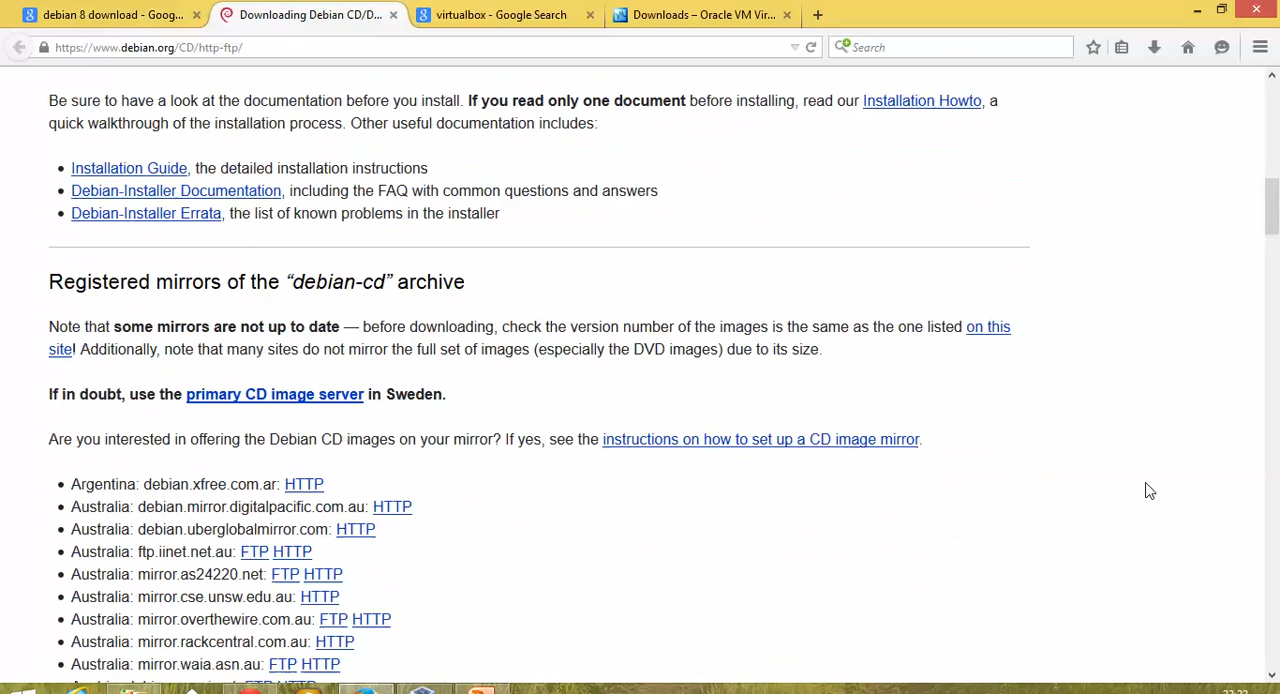 debian 8 download - Goog...
Downloading Debian CD/D...
virtualbox - Google Search
Downloads – Oracle VM Vir...
https://www.debian.org/CD/http-ftp/
Search
Be sure to have a look at the documentation before you install. If you read only one document before installing, read our Installation Howto, a
quick walkthrough of the installation process. Other useful documentation includes:
Installation Guide, the detailed installation instructions
Debian-Installer Documentation, including the FAQ with common questions and answers
Debian-Installer Errata, the list of known problems in the installer
Registered mirrors of the “debian-cd” archive
Note that some mirrors are not up to date — before downloading, check the version number of the images is the same as the one listed on this
site! Additionally, note that many sites do not mirror the full set of images (especially the DVD images) due to its size.
If in doubt, use the primary CD image server in Sweden.
Are you interested in offering the Debian CD images on your mirror? If yes, see the instructions on how to set up a CD image mirror.
Argentina: debian.xfree.com.ar: HTTP
Australia: debian.mirror.digitalpacific.com.au: HTTP
Australia: debian.uberglobalmirror.com: HTTP
Australia: ftp.iinet.net.au: FTP HTTP
Australia: mirror.as24220.net: FTP HTTP
Australia: mirror.cse.unsw.edu.au: HTTP
Australia: mirror.overthewire.com.au: FTP HTTP
Australia: mirror.rackcentral.com.au: HTTP
Australia: mirror.waia.asn.au: FTP HTTP